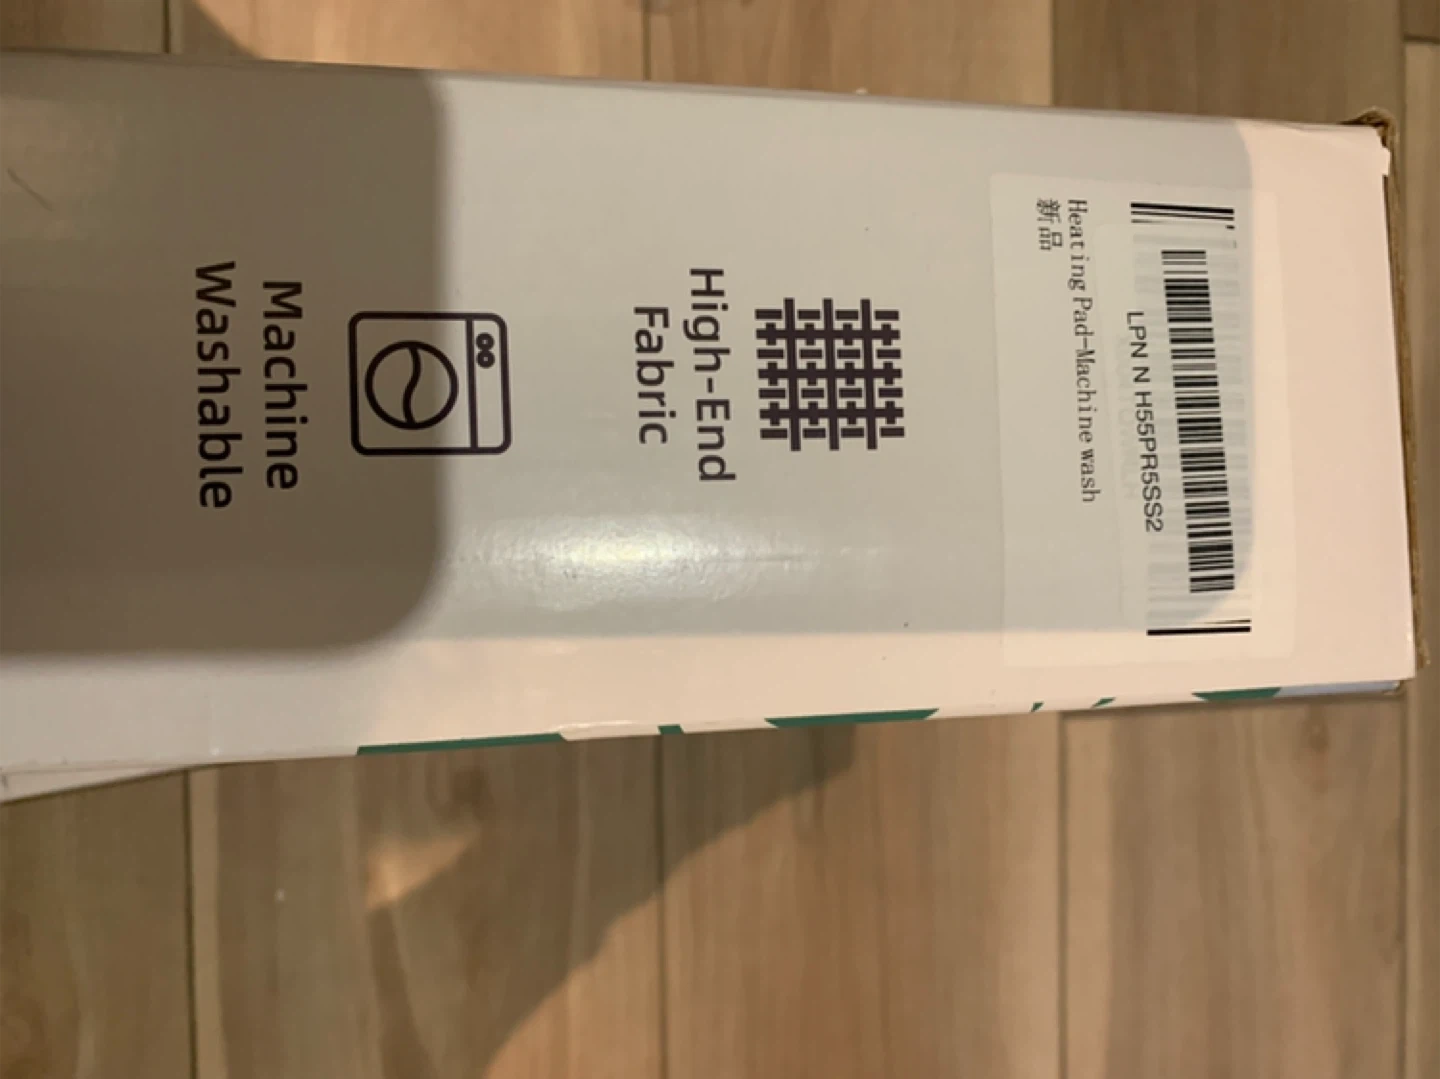 LPN N H55PR5SS2
Heating Pad-Machine wash
新品
High-End
Fabric
Machine
Washable